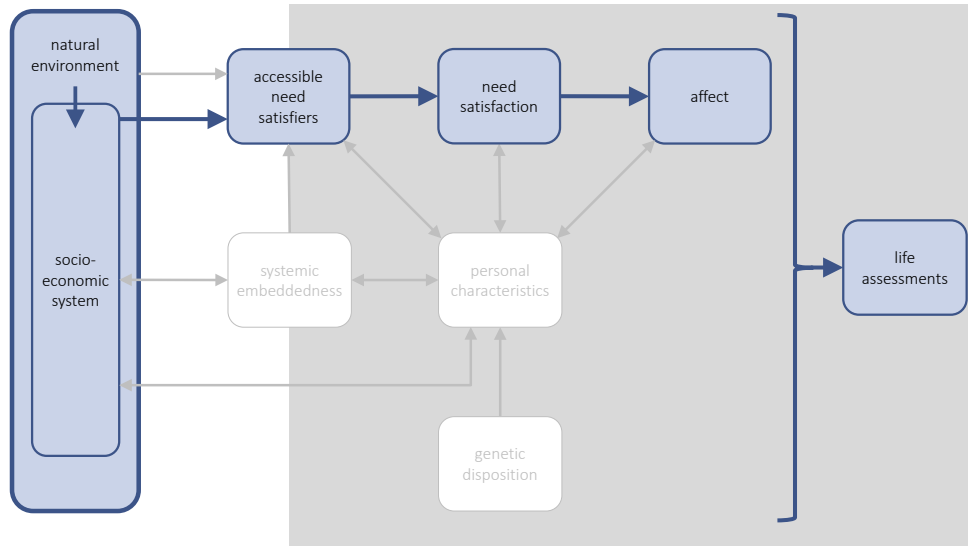 natural
environment
accessible
need
satisfiers
need
satisfaction
affect
socio-
economic
system
systemic
embeddedness
personal
characteristics
life
assessments
genetic
disposition